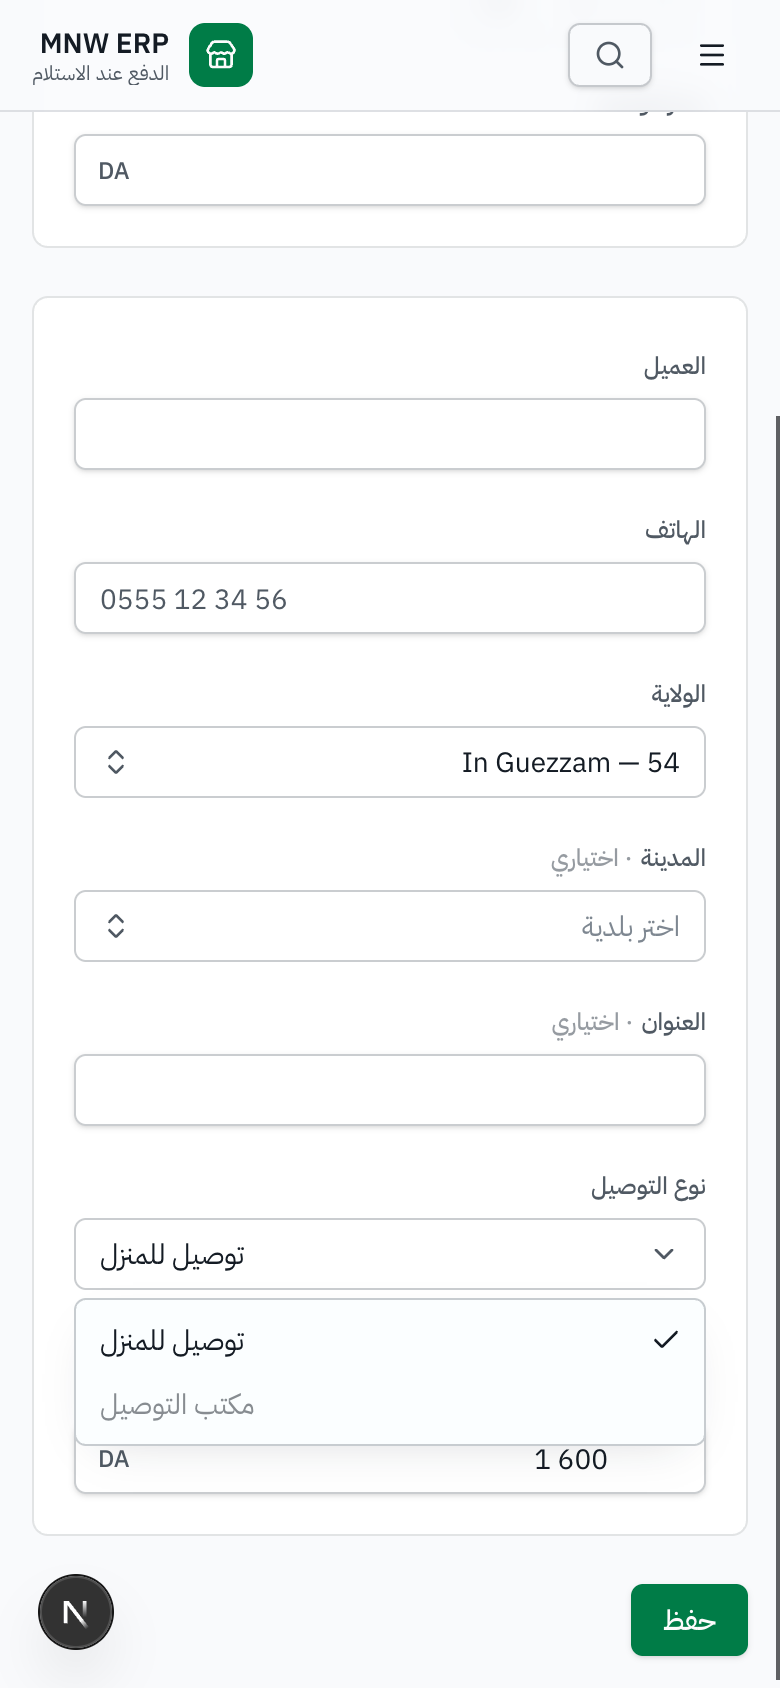 MNW ERP
الدفع عند الاستلام
DA
العميل
الهاتف
0555 12 34 56
الولاية
54 — In Guezzam
المدينة · اختياري
اختر بلدية
العنوان · اختياري
نوع التوصيل
توصيل للمنزل
توصيل للمنزل
مكتب التوصيل
1 600 DA
N
حفظ